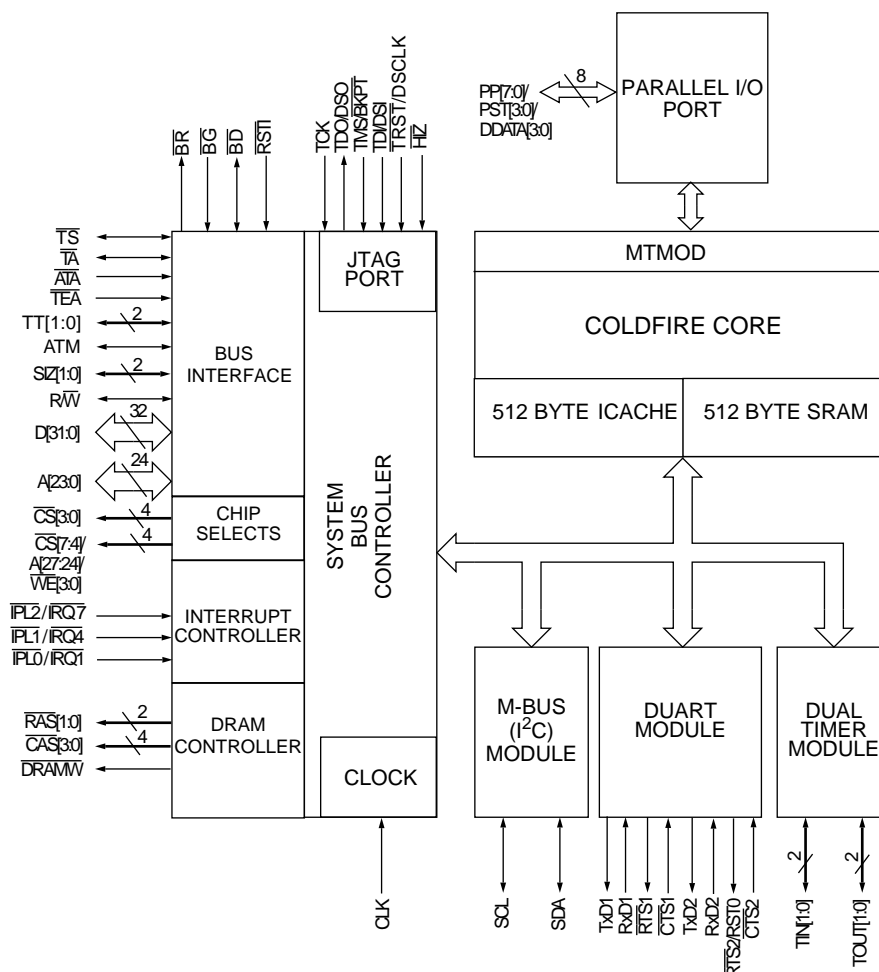 PP[7:0]/
PST[3:0]/
DDATA[3:0]
8
PARALLEL I/O
PORT
BR
BG
BD
RSTI
TCK
TDO/DSO
TMS/BKPT
TDI/DSI
TRST/DSCLK
HIZ
TS
TA
ATA
TEA
TT[1:0]
2
ATM
SIZ[1:0]
2
R/W
D[31:0]
32
A[23:0]
24
CS[3:0]
4
CS[7:4]/
4
A[27:24]/
WE[3:0]
IPL2/IRQ7
IPL1/IRQ4
IPL0/IRQ1
RAS[1:0]
2
CAS[3:0]
4
DRAMW
BUS
INTERFACE
CHIP
SELECTS
INTERRUPT
CONTROLLER
DRAM
CONTROLLER
JTAG
PORT
SYSTEM
BUS
CONTROLLER
CLOCK
CLK
MTMOD
COLDFIRE CORE
512 BYTE ICACHE
512 BYTE SRAM
M-BUS
(I²C)
MODULE
DUART
MODULE
DUAL
TIMER
MODULE
SCL
SDA
TxD1
RxD1
RTS1
CTS1
TxD2
RxD2
RTS2/RST0
CTS2
2
TIN[1:0]
2
TOUT[1:0]